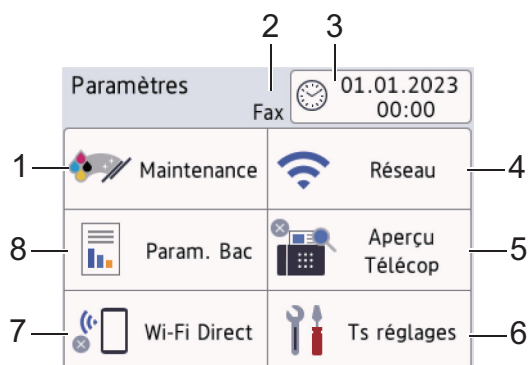 2 3
Paramètres 01.01.2023
Fax 00:00
1 Maintenance Réseau 4
8 Param. Bac Aperçu 5
Télécop
7 Wi-Fi Direct Ts réglages 6